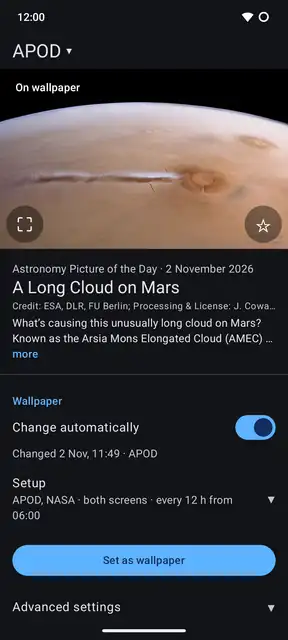 12:00
APOD ▾
On wallpaper
Astronomy Picture of the Day · 2 November 2026
A Long Cloud on Mars
Credit: ESA, DLR, FU Berlin; Processing & License: J. Cowa…
What's causing this unusually long cloud on Mars?
Known as the Arsia Mons Elongated Cloud (AMEC) …
more
Wallpaper
Change automatically
Changed 2 Nov, 11:49 · APOD
Setup
APOD, NASA · both screens · every 12 h from
06:00
Set as wallpaper
Advanced settings